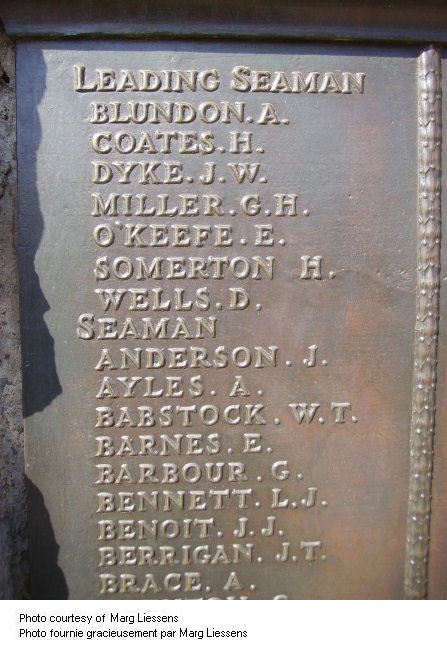 LEADING SEAMAN
BLUNDON. A.
COATES. H.
DYKE. J. W.
MILLER. G. H.
O'KEEFE. E.
SOMERTON H.
WELLS. D.
SEAMAN
ANDERSON. J.
AYLES. A.
BABSTOCK. W. T.
BARNES. E.
BARBOUR. G.
BENNETT. L. J.
BENOIT. J. J.
BERRIGAN. J. T.
BRACE. A.
Photo courtesy of Marg Liessens
Photo fournie gracieusement par Marg Liessens